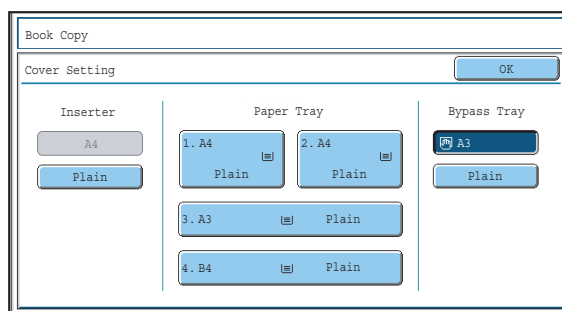 Book Copy
Cover Setting
OK
Inserter
A4
Plain
Paper Tray
1. A4
Plain
2. A4
Plain
3. A3 Plain
4. B4 Plain
Bypass Tray
A3
Plain